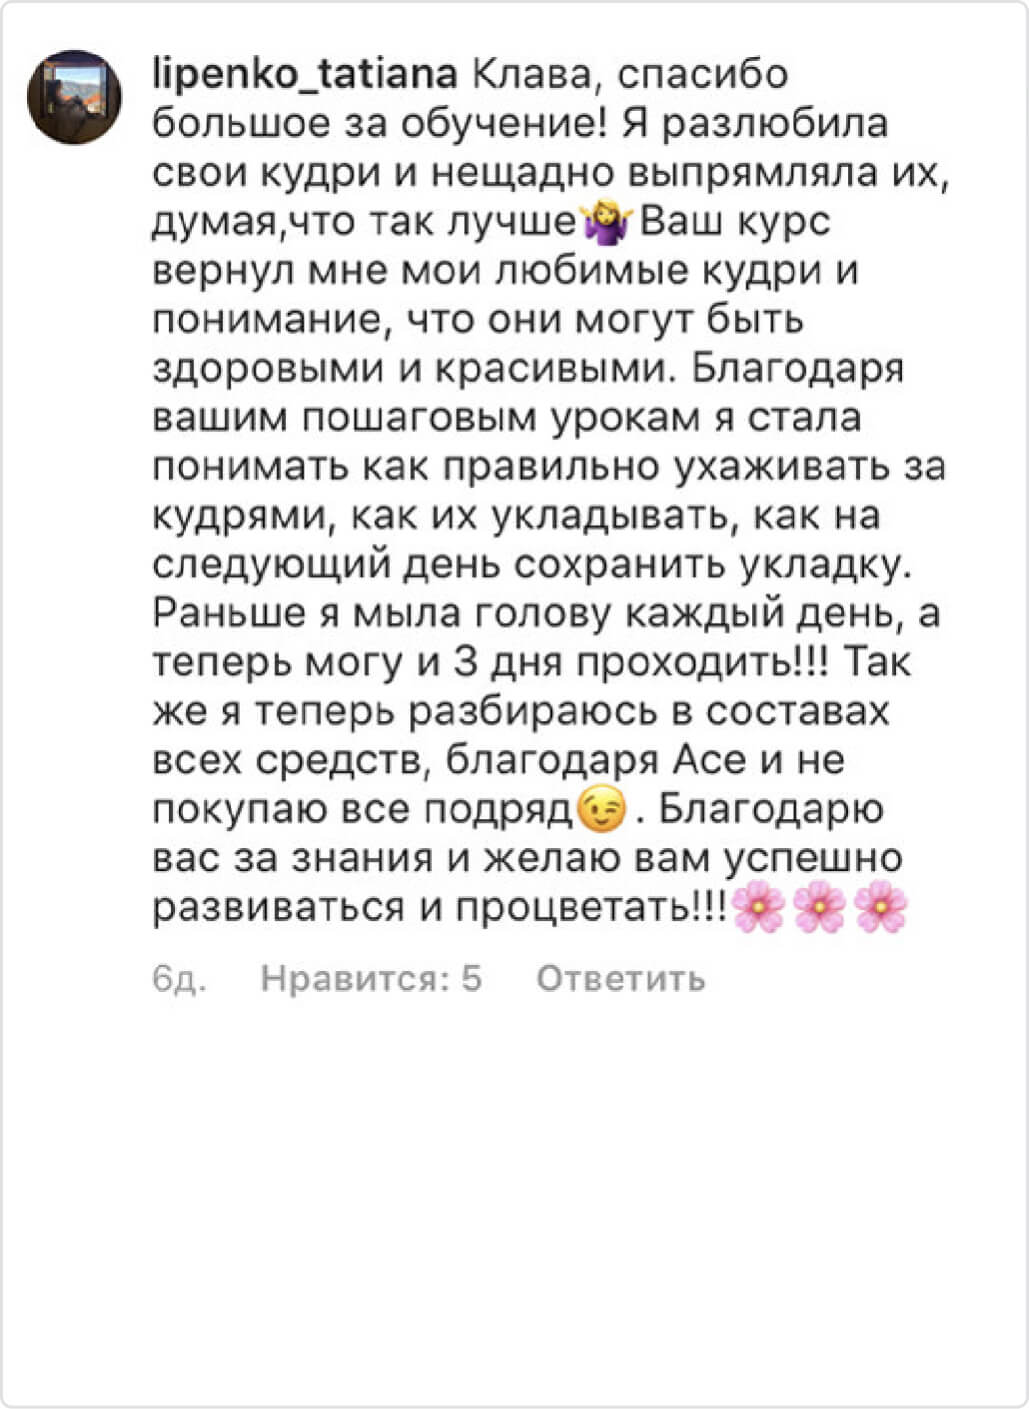 lipenko_tatiana Клава, спасибо
большое за обучение! Я разлюбила
свои кудри и нещадно выпрямляла их,
думая,что так лучше🤷‍♀️Ваш курс
вернул мне мои любимые кудри и
понимание, что они могут быть
здоровыми и красивыми. Благодаря
вашим пошаговым урокам я стала
понимать как правильно ухаживать за
кудрями, как их укладывать, как на
следующий день сохранить укладку.
Раньше я мыла голову каждый день, а
теперь могу и 3 дня проходить!!! Так
же я теперь разбираюсь в составах
всех средств, благодаря Асе и не
покупаю все подряд😉. Благодарю
вас за знания и желаю вам успешно
развиваться и процветать!!!🌸🌸🌸
6д. Нравится: 5 Ответить